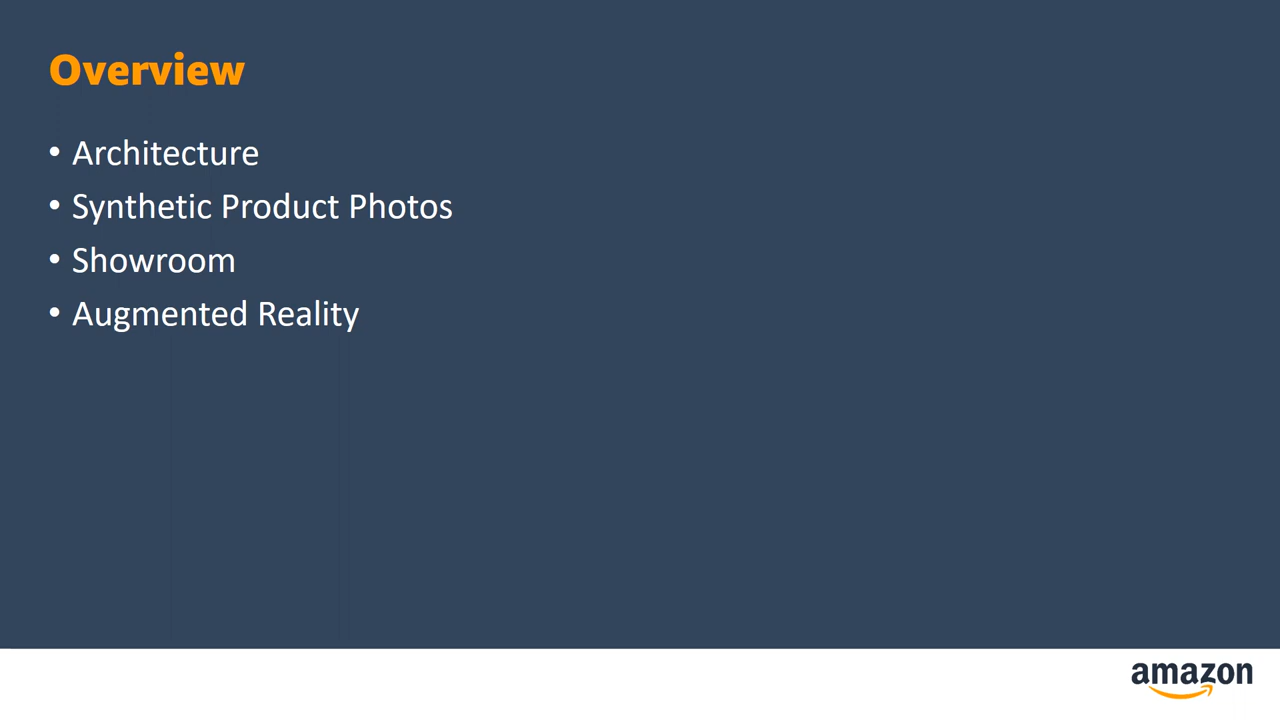 Overview
• Architecture
• Synthetic Product Photos
• Showroom
• Augmented Reality
amazon